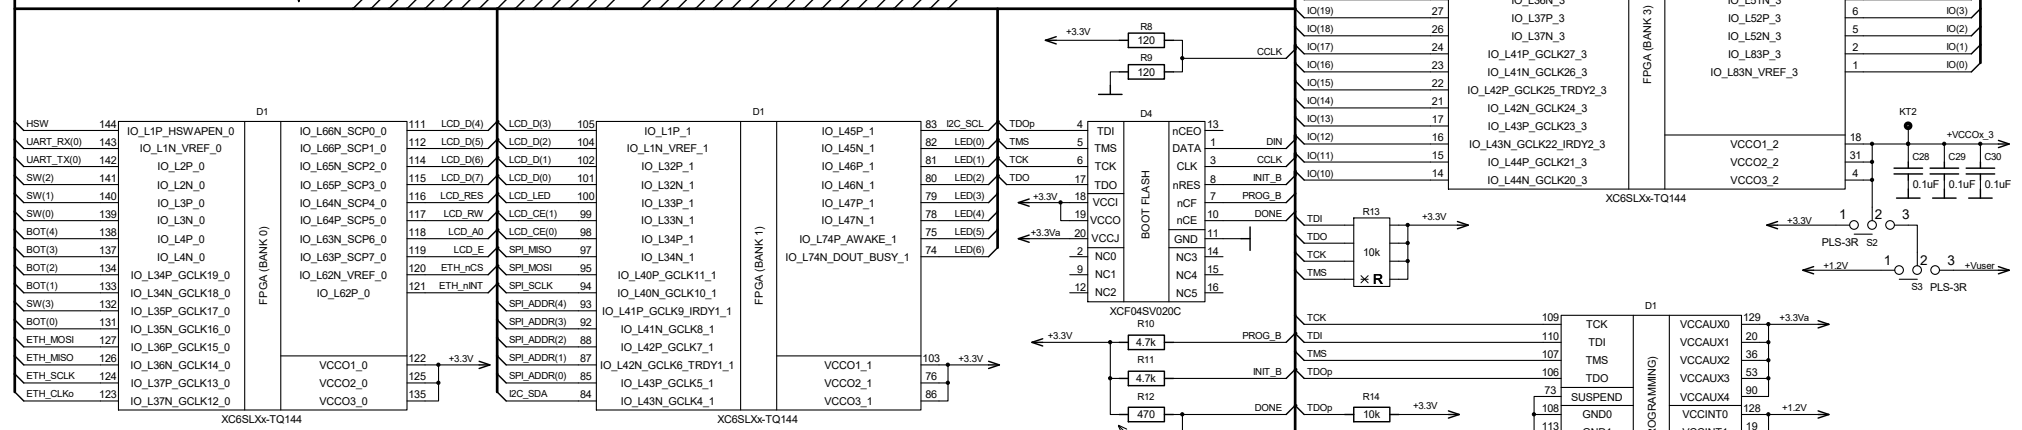 D1
HSW 144 IO_L1P_HSWAPEN_0 IO_L66N_SCP0_0 111 LCD_D(4)
UART_RX(0) 143 IO_L1N_VREF_0 IO_L66P_SCP1_0 112 LCD_D(5)
UART_TX(0) 142 IO_L2P_0 IO_L65N_SCP2_0 114 LCD_D(6)
SW(2) 141 IO_L2N_0 IO_L65P_SCP3_0 115 LCD_D(7)
SW(1) 140 IO_L3P_0 IO_L64N_SCP4_0 116 LCD_RES
SW(0) 139 IO_L3N_0 IO_L64P_SCP5_0 117 LCD_RW
BOT(4) 138 IO_L4P_0 IO_L63N_SCP6_0 118 LCD_A0
BOT(3) 137 IO_L4N_0 IO_L63P_SCP7_0 119 LCD_E
BOT(2) 134 IO_L34P_GCLK19_0 IO_L62N_VREF_0 120 ETH_nCS
BOT(1) 133 IO_L34N_GCLK18_0 IO_L62P_0 121 ETH_nINT
SW(3) 132 IO_L35P_GCLK17_0
BOT(0) 131 IO_L35N_GCLK16_0
ETH_MOSI 127 IO_L36P_GCLK15_0
ETH_MISO 126 IO_L36N_GCLK14_0 VCCO1_0 122 +3.3V
ETH_SCLK 124 IO_L37P_GCLK13_0 VCCO2_0 125
ETH_CLKo 123 IO_L37N_GCLK12_0 VCCO3_0 135
FPGA (BANK 0)
XC6SLXx-TQ144
D1
LCD_D(3) 105 IO_L1P_1 IO_L45P_1 83 I2C_SCL
LCD_D(2) 104 IO_L1N_VREF_1 IO_L45N_1 82 LED(0)
LCD_D(1) 102 IO_L32P_1 IO_L46P_1 81 LED(1)
LCD_D(0) 101 IO_L32N_1 IO_L46N_1 80 LED(2)
LCD_LED 100 IO_L33P_1 IO_L47P_1 79 LED(3)
LCD_CE(1) 99 IO_L33N_1 IO_L47N_1 78 LED(4)
LCD_CE(0) 98 IO_L34P_1 IO_L74P_AWAKE_1 75 LED(5)
SPI_MISO 97 IO_L34N_1 IO_L74N_DOUT_BUSY_1 74 LED(6)
SPI_MOSI 95 IO_L40P_GCLK11_1
SPI_SCLK 94 IO_L40N_GCLK10_1
SPI_ADDR(4) 93 IO_L41P_GCLK9_IRDY1_1
SPI_ADDR(3) 92 IO_L41N_GCLK8_1
SPI_ADDR(2) 88 IO_L42P_GCLK7_1
SPI_ADDR(1) 87 IO_L42N_GCLK6_TRDY1_1 VCCO1_1 103 +3.3V
SPI_ADDR(0) 85 IO_L43P_GCLK5_1 VCCO2_1 76
I2C_SDA 84 IO_L43N_GCLK4_1 VCCO3_1 86
FPGA (BANK 1)
XC6SLXx-TQ144
R8
+3.3V 120
CCLK
R9
120
D4
TDOp 4 TDI nCEO 13
TMS 5 TMS DATA 1 DIN
TCK 6 TCK CLK 3 CCLK
TDO 17 TDO nRES 8 INIT_B
+3.3V 18 VCCI nCF 7 PROG_B
19 VCCO nCE 10 DONE
+3.3Va 20 VCCJ GND 11
2 NC0 NC3 14
9 NC1 NC4 15
12 NC2 NC5 16
BOOT FLASH
XCF04SV020C
R10
+3.3V 4.7k PROG_B
R11
4.7k INIT_B
R12
470 DONE
IO(19) 27 IO_L36N_3 IO_L51N_3
IO(18) 26 IO_L37P_3 IO_L52P_3 6 IO(3)
IO(17) 24 IO_L37N_3 IO_L52N_3 5 IO(2)
IO(16) 23 IO_L41P_GCLK27_3 IO_L83P_3 2 IO(1)
IO(15) 22 IO_L41N_GCLK26_3 IO_L83N_VREF_3 1 IO(0)
IO(14) 21 IO_L42P_GCLK25_TRDY2_3
IO(13) 17 IO_L42N_GCLK24_3
IO(12) 16 IO_L43P_GCLK23_3
IO(11) 15 IO_L43N_GCLK22_IRDY2_3
IO(10) 14 IO_L44P_GCLK21_3
IO_L44N_GCLK20_3
FPGA (BANK 3)
VCCO1_2 18
VCCO2_2 31
VCCO3_2 4
XC6SLXx-TQ144
KT2
+VCCOx_3
C28 C29 C30
0.1uF 0.1uF 0.1uF
+3.3V 1 2 3
PLS-3R S2
+1.2V 1 2 3 +Vuser
S3 PLS-3R
TDI R13 +3.3V
TDO
TCK 10k
TMS
R
D1
TCK 109 TCK VCCAUX0 129 +3.3Va
TDI 110 TDI VCCAUX1 20
TMS 107 TMS VCCAUX2 36
TDOp 106 TDO VCCAUX3 53
73 SUSPEND VCCAUX4 90
108 GND0 VCCINT0 128 +1.2V
113 19
TDOp R14 +3.3V
10k